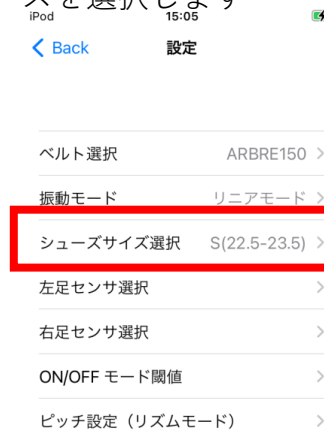 スを選択します
iPod 15:05
Back 設定
ベルト選択 ARBRE150
振動モード リニアモード
シューズサイズ選択 S(22.5-23.5)
左足センサ選択
右足センサ選択
ON/OFF モード閾値
ピッチ設定（リズムモード）